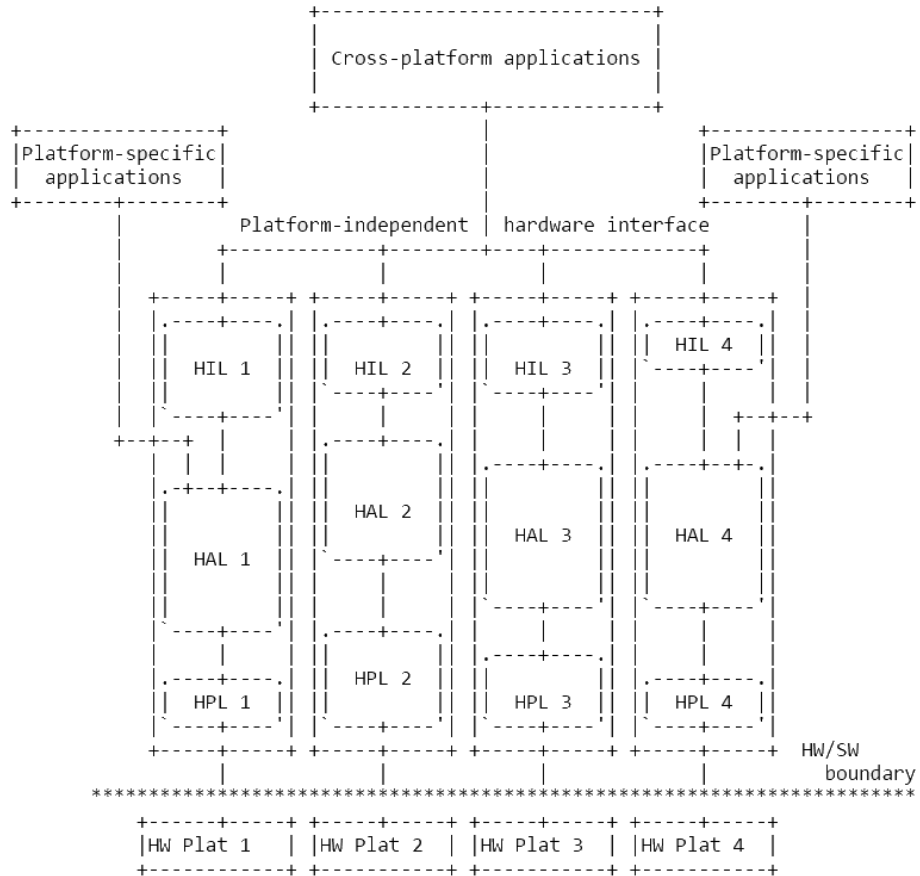 Cross-platform applications
Platform-specific applications
Platform-specific applications
Platform-independent hardware interface
HIL 1 HIL 2 HIL 3 HIL 4
HAL 1 HAL 2 HAL 3 HAL 4
HPL 1 HPL 2 HPL 3 HPL 4
HW/SW
boundary
HW Plat 1 HW Plat 2 HW Plat 3 HW Plat 4